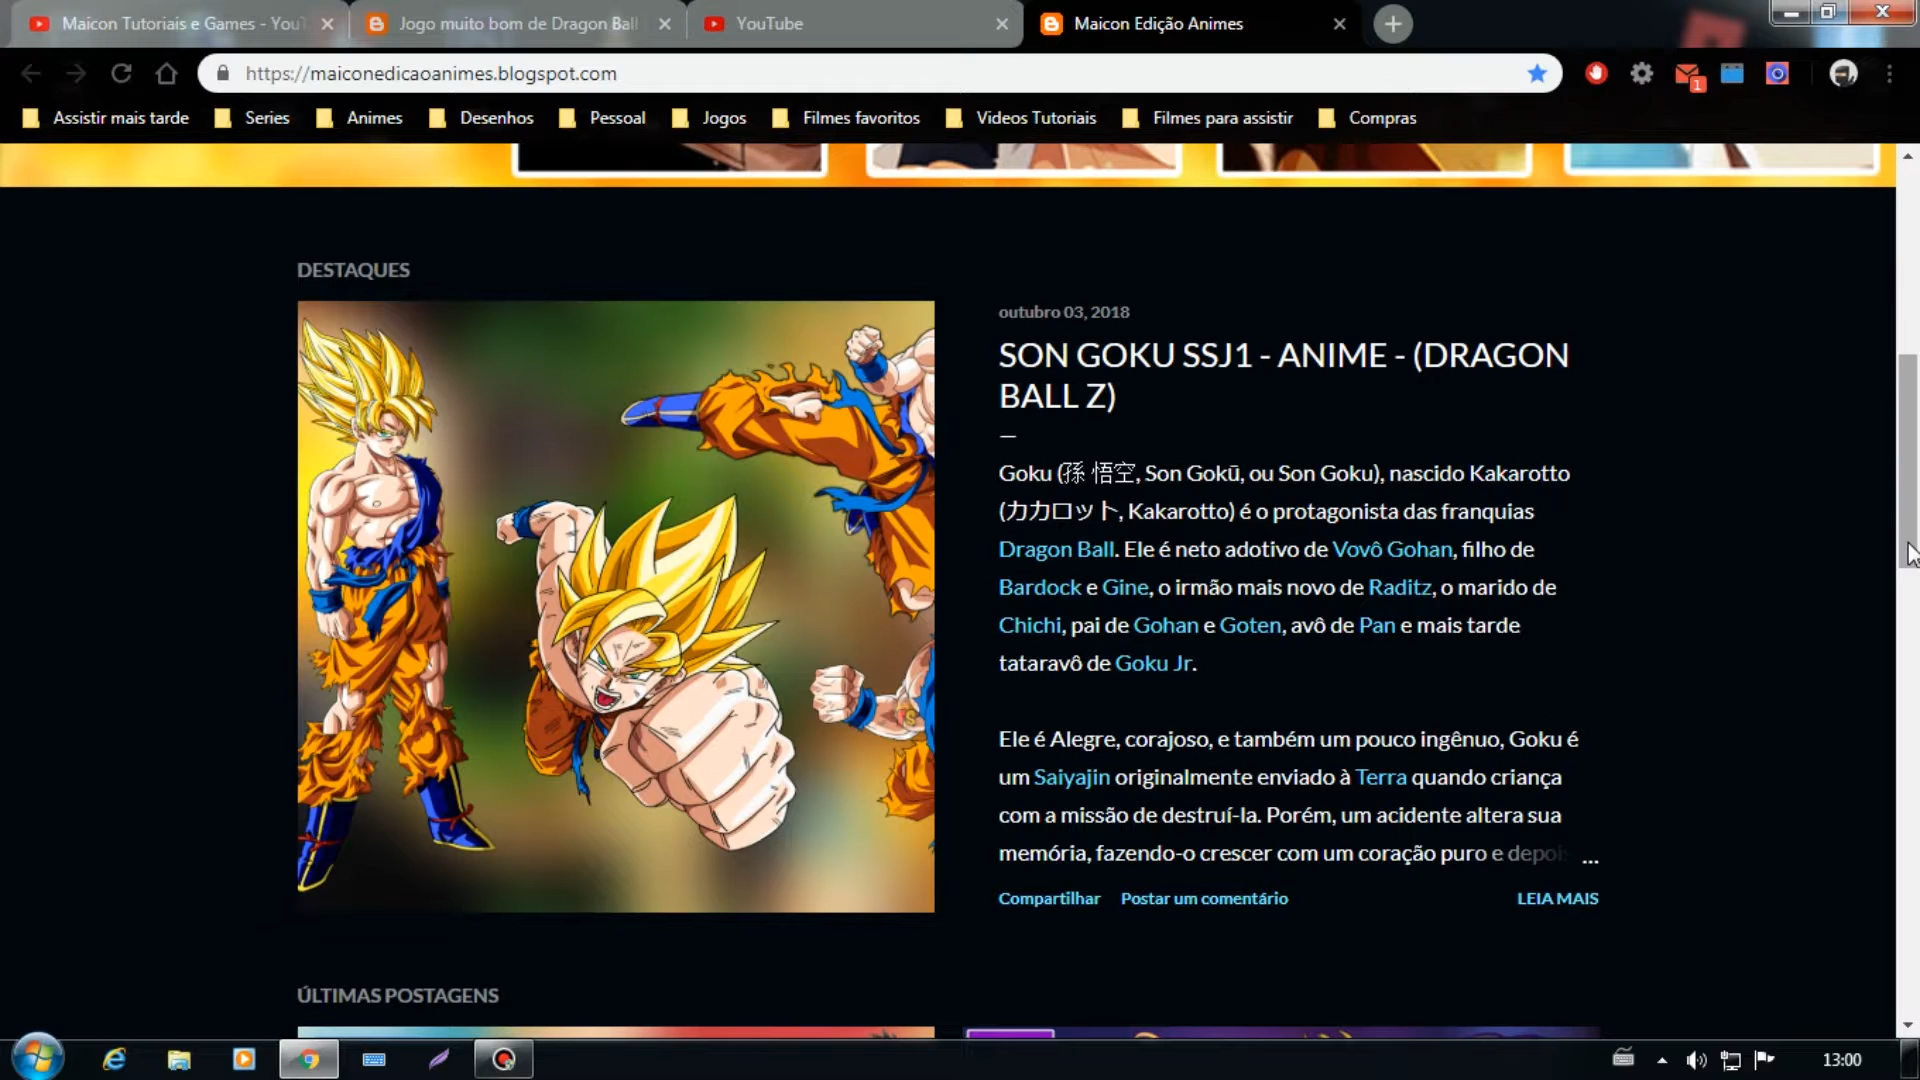 Maicon Tutoriais e Games - YouT
Jogo muito bom de Dragon Ball
YouTube
Maicon Edição Animes
https://maiconedicaoanimes.blogspot.com
1
Assistir mais tarde
Series
Animes
Desenhos
Pessoal
Jogos
Filmes favoritos
Videos Tutoriais
Filmes para assistir
Compras
DESTAQUES
outubro 03, 2018
SON GOKU SSJ1 - ANIME - (DRAGON
BALL Z)
Goku (孫 悟空, Son Gokū, ou Son Goku), nascido Kakarotto
(カカロット, Kakarotto) é o protagonista das franquias
Dragon Ball. Ele é neto adotivo de Vovô Gohan, filho de
Bardock e Gine, o irmão mais novo de Raditz, o marido de
Chichi, pai de Gohan e Goten, avô de Pan e mais tarde
tataravô de Goku Jr.
Ele é Alegre, corajoso, e também um pouco ingênuo, Goku é
um Saiyajin originalmente enviado à Terra quando criança
com a missão de destruí-la. Porém, um acidente altera sua
memória, fazendo-o crescer com um coração puro e depois ...
Compartilhar
Postar um comentário
LEIA MAIS
ÚLTIMAS POSTAGENS
13:00